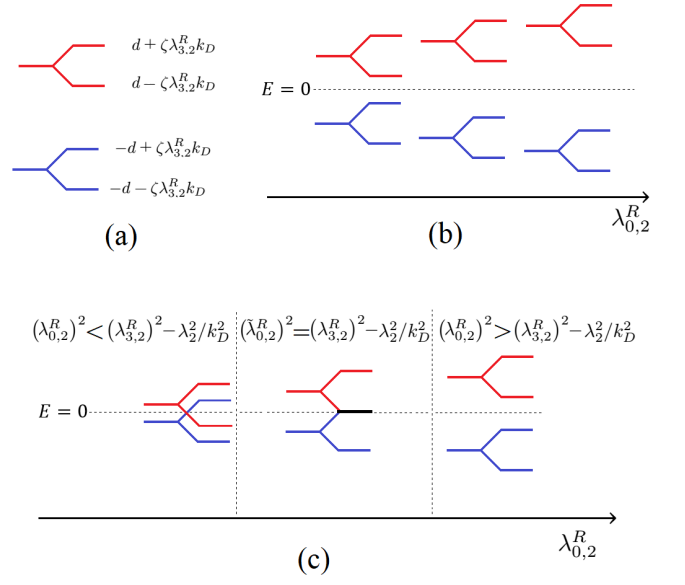 d + ζλ^R_{3.2}k_D
d − ζλ^R_{3.2}k_D
−d + ζλ^R_{3.2}k_D
−d − ζλ^R_{3.2}k_D
(a)
E = 0
λ^R_{0,2}
(b)
(λ^R_{0,2})^2 < (λ^R_{3,2})^2 − λ_2^2/k_D^2
(λ̃^R_{0,2})^2 = (λ^R_{3,2})^2 − λ_2^2/k_D^2
(λ^R_{0,2})^2 > (λ^R_{3,2})^2 − λ_2^2/k_D^2
E = 0
λ^R_{0,2}
(c)